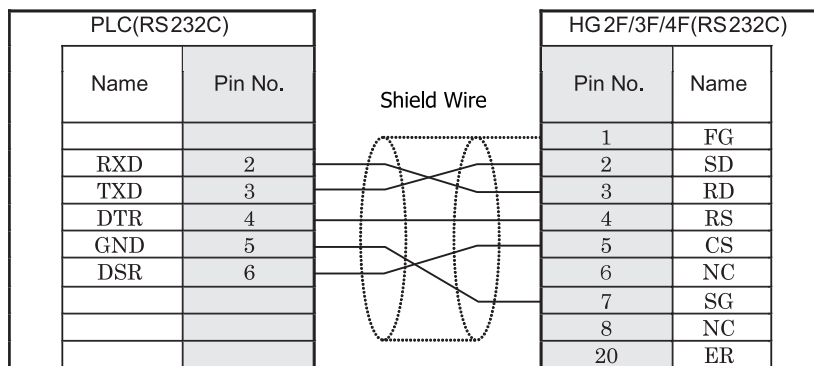 PLC(RS232C) HG2F/3F/4F(RS232C)
Name Pin No. Shield Wire Pin No. Name
1 FG
RXD 2 2 SD
TXD 3 3 RD
DTR 4 4 RS
GND 5 5 CS
DSR 6 6 NC
7 SG
8 NC
20 ER